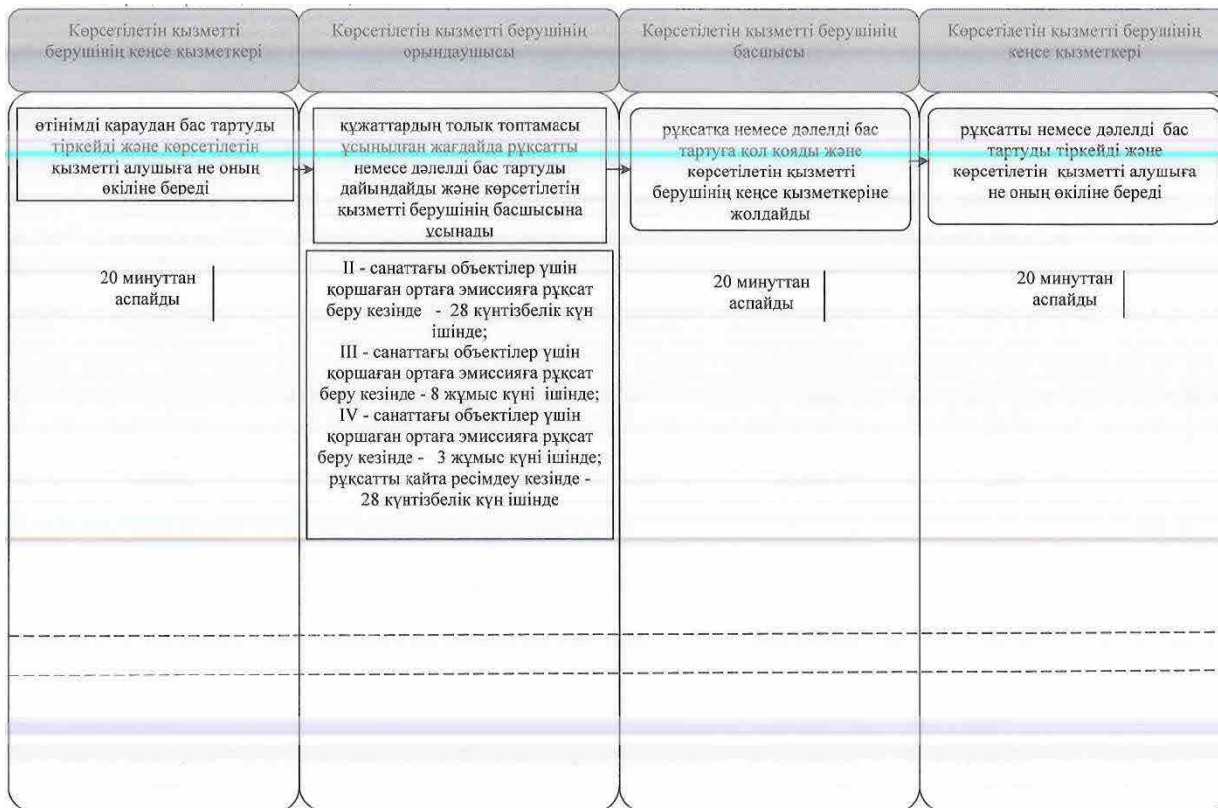 Көрсетілетін қызметті
берушінің кеңсе қызметкері
Көрсетілетін қызметті берушінің
орындаушысы
Көрсетілетін қызметті берушінің
басшысы
Көрсетілетін қызметті берушінің
кеңсе қызметкері
өтінімді қараудан бас тартуды
тіркейді және көрсетілетін
қызметті алушыға не оның
өкіліне береді
құжаттардың толық топтамасы
ұсынылған жағдайда рұқсатты
немесе дәлелді бас тартуды
дайындайды және көрсетілетін
қызметті берушінің басшысына
ұсынады
рұқсатқа немесе дәлелді бас
тартуға қол қояды және
көрсетілетін қызметті
берушінің кеңсе қызметкеріне
жолдайды
рұқсатты немесе дәлелді бас
тартуды тіркейді және
көрсетілетін қызметті алушыға
не оның өкіліне береді
20 минуттан
аспайды
II - санаттағы объектілер үшін
қоршаған ортаға эмиссияға рұқсат
беру кезінде - 28 күнтізбелік күн
ішінде;
III - санаттағы объектілер үшін
қоршаған ортаға эмиссияға рұқсат
беру кезінде - 8 жұмыс күні ішінде;
IV - санаттағы объектілер үшін
қоршаған ортаға эмиссияға рұқсат
беру кезінде - 3 жұмыс күні ішінде;
рұқсатты қайта ресімдеу кезінде -
28 күнтізбелік күн ішінде
20 минуттан
аспайды
20 минуттан
аспайды